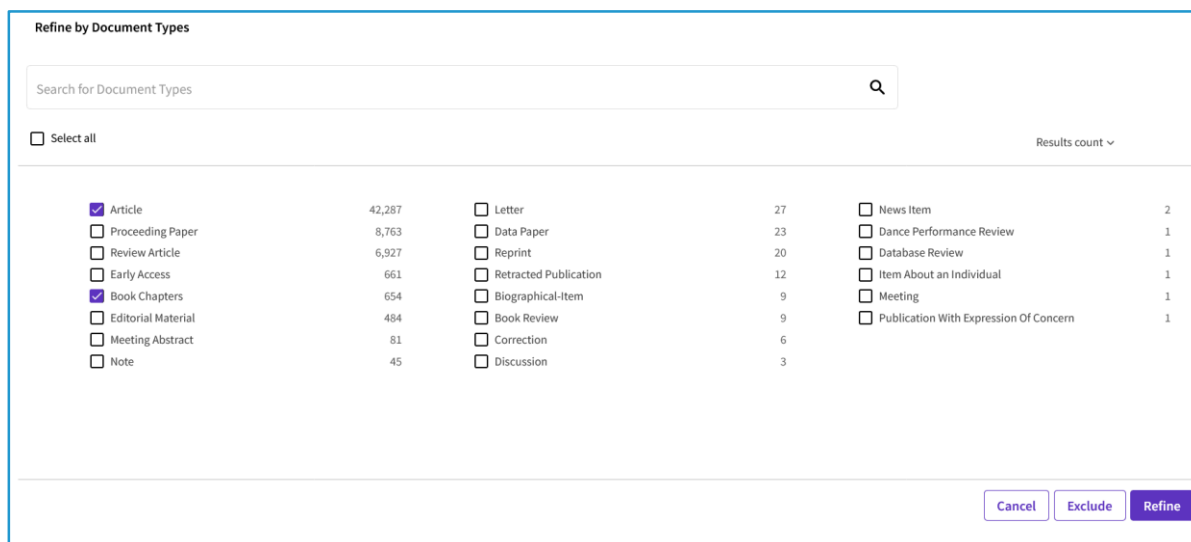 Refine by Document Types
Search for Document Types
Select all
Results count
Article 42,287
Proceeding Paper 8,763
Review Article 6,927
Early Access 661
Book Chapters 654
Editorial Material 484
Meeting Abstract 81
Note 45
Letter 27
Data Paper 23
Reprint 20
Retracted Publication 12
Biographical-Item 9
Book Review 9
Correction 6
Discussion 3
News Item 2
Dance Performance Review 1
Database Review 1
Item About an Individual 1
Meeting 1
Publication With Expression Of Concern 1
Cancel Exclude Refine